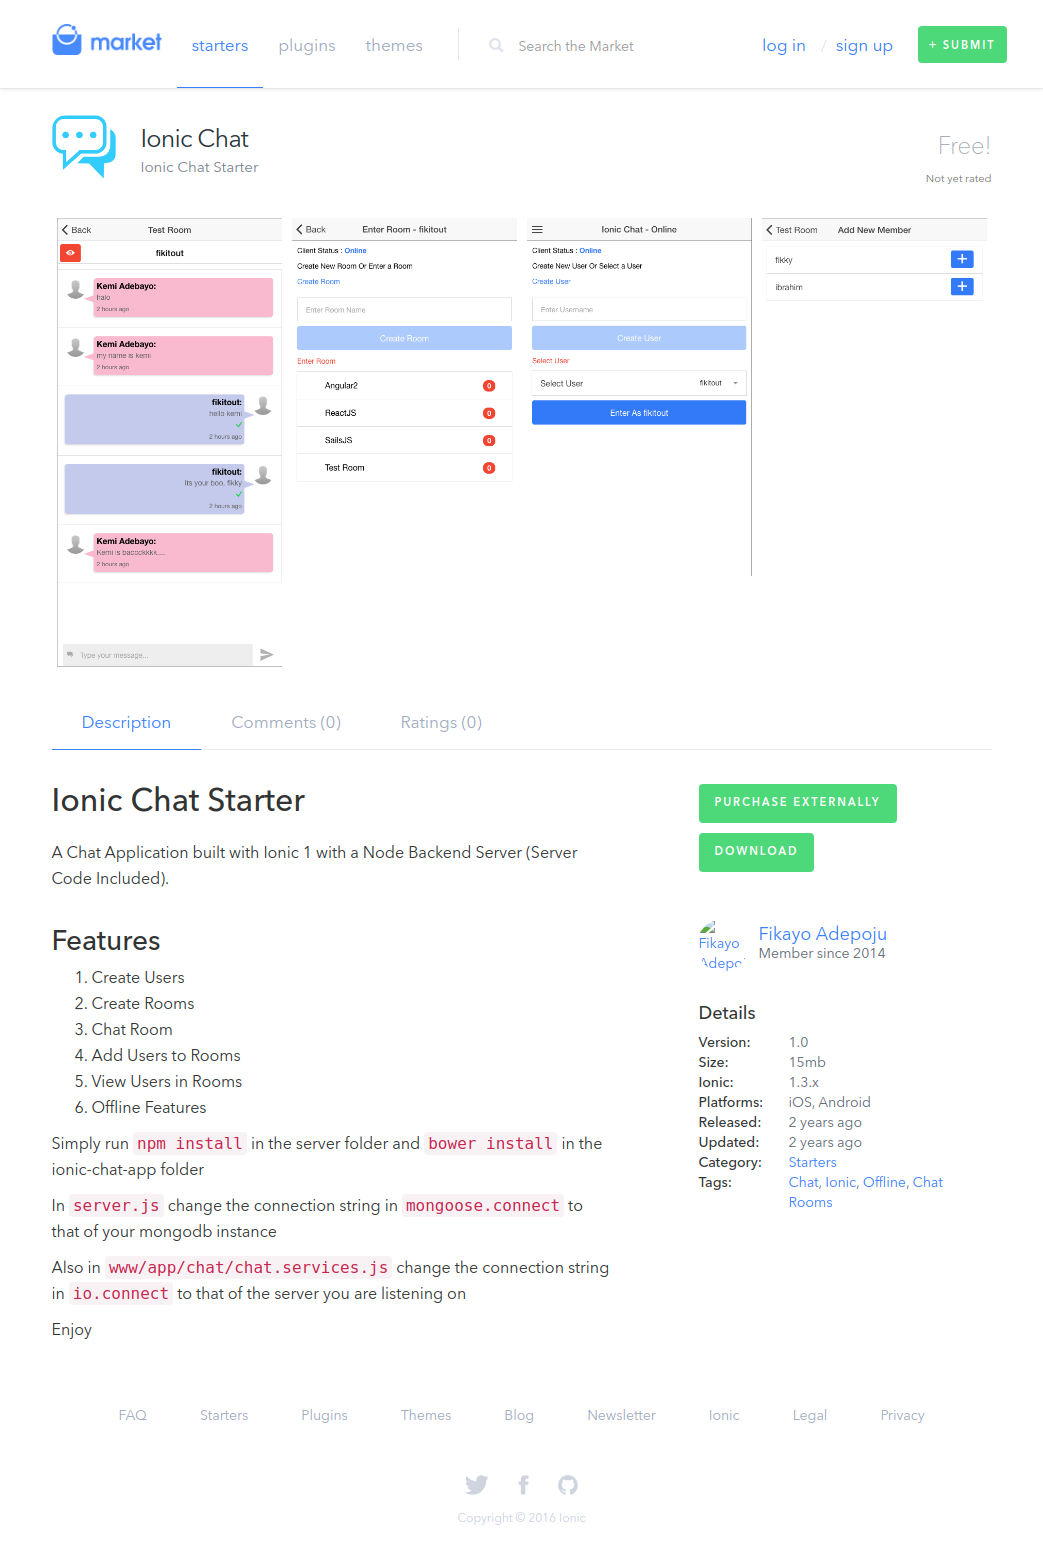 market
starters
plugins
themes
Search the Market
log in / sign up
+ SUBMIT
Ionic Chat
Ionic Chat Starter
Free!
Not yet rated
Back
Test Room
fikitout
Kemi Adebayo:
halo
2 hours ago
Kemi Adebayo:
my name is kemi
2 hours ago
fikitout:
hello kemi
2 hours ago
fikitout:
Its your boo, fikky
2 hours ago
Kemi Adebayo:
Kemi is baccckkkk.....
2 hours ago
Type your message...
Back
Enter Room - fikitout
Client Status : Online
Create New Room Or Enter a Room
Create Room
Enter Room Name
Create Room
Enter Room
Angular2 0
ReactJS 0
SailsJS 0
Test Room 0
Ionic Chat - Online
Client Status : Online
Create New User Or Select a User
Create User
Enter Username
Create User
Select User
Select User fikitout
Enter As fikitout
Test Room
Add New Member
fikky
ibrahim
Description
Comments (0)
Ratings (0)
Ionic Chat Starter
A Chat Application built with Ionic 1 with a Node Backend Server (Server
Code Included).
Features
1. Create Users
2. Create Rooms
3. Chat Room
4. Add Users to Rooms
5. View Users in Rooms
6. Offline Features
Simply run npm install in the server folder and bower install in the
ionic-chat-app folder
In server.js change the connection string in mongoose.connect to
that of your mongodb instance
Also in www/app/chat/chat.services.js change the connection string
in io.connect to that of the server you are listening on
Enjoy
PURCHASE EXTERNALLY
DOWNLOAD
Fikayo
Adepoj
Fikayo Adepoju
Member since 2014
Details
Version: 1.0
Size: 15mb
Ionic: 1.3.x
Platforms: iOS, Android
Released: 2 years ago
Updated: 2 years ago
Category: Starters
Tags: Chat, Ionic, Offline, Chat
Rooms
FAQ
Starters
Plugins
Themes
Blog
Newsletter
Ionic
Legal
Privacy
Copyright © 2016 Ionic